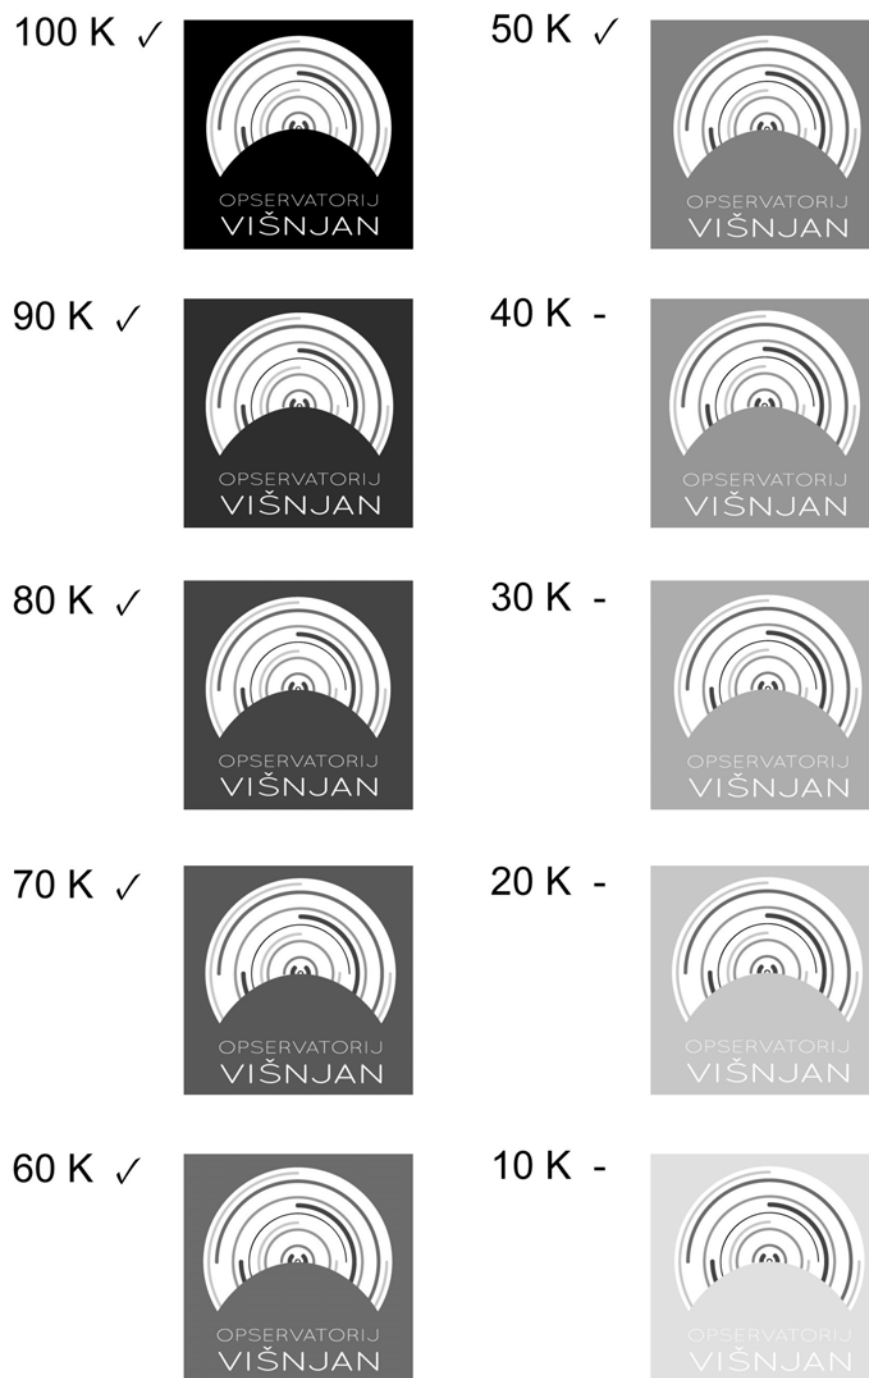 100 K ✓
OPSERVATORIJ
VIŠNJAN
90 K ✓
OPSERVATORIJ
VIŠNJAN
80 K ✓
OPSERVATORIJ
VIŠNJAN
70 K ✓
OPSERVATORIJ
VIŠNJAN
60 K ✓
OPSERVATORIJ
VIŠNJAN
50 K ✓
OPSERVATORIJ
VIŠNJAN
40 K -
OPSERVATORIJ
VIŠNJAN
30 K -
OPSERVATORIJ
VIŠNJAN
20 K -
OPSERVATORIJ
VIŠNJAN
10 K -
OPSERVATORIJ
VIŠNJAN